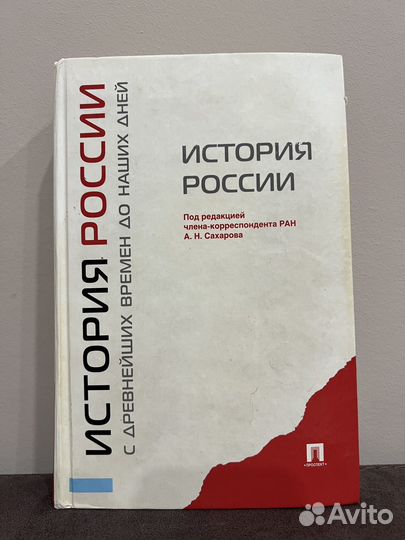 ИСТОРИЯ РОССИИ
С ДРЕВНЕЙШИХ ВРЕМЕН ДО НАШИХ ДНЕЙ
ИСТОРИЯ
РОССИИ
Под редакцией
члена-корреспондента РАН
А. Н. Сахарова
• ПРОСПЕКТ •
Avito